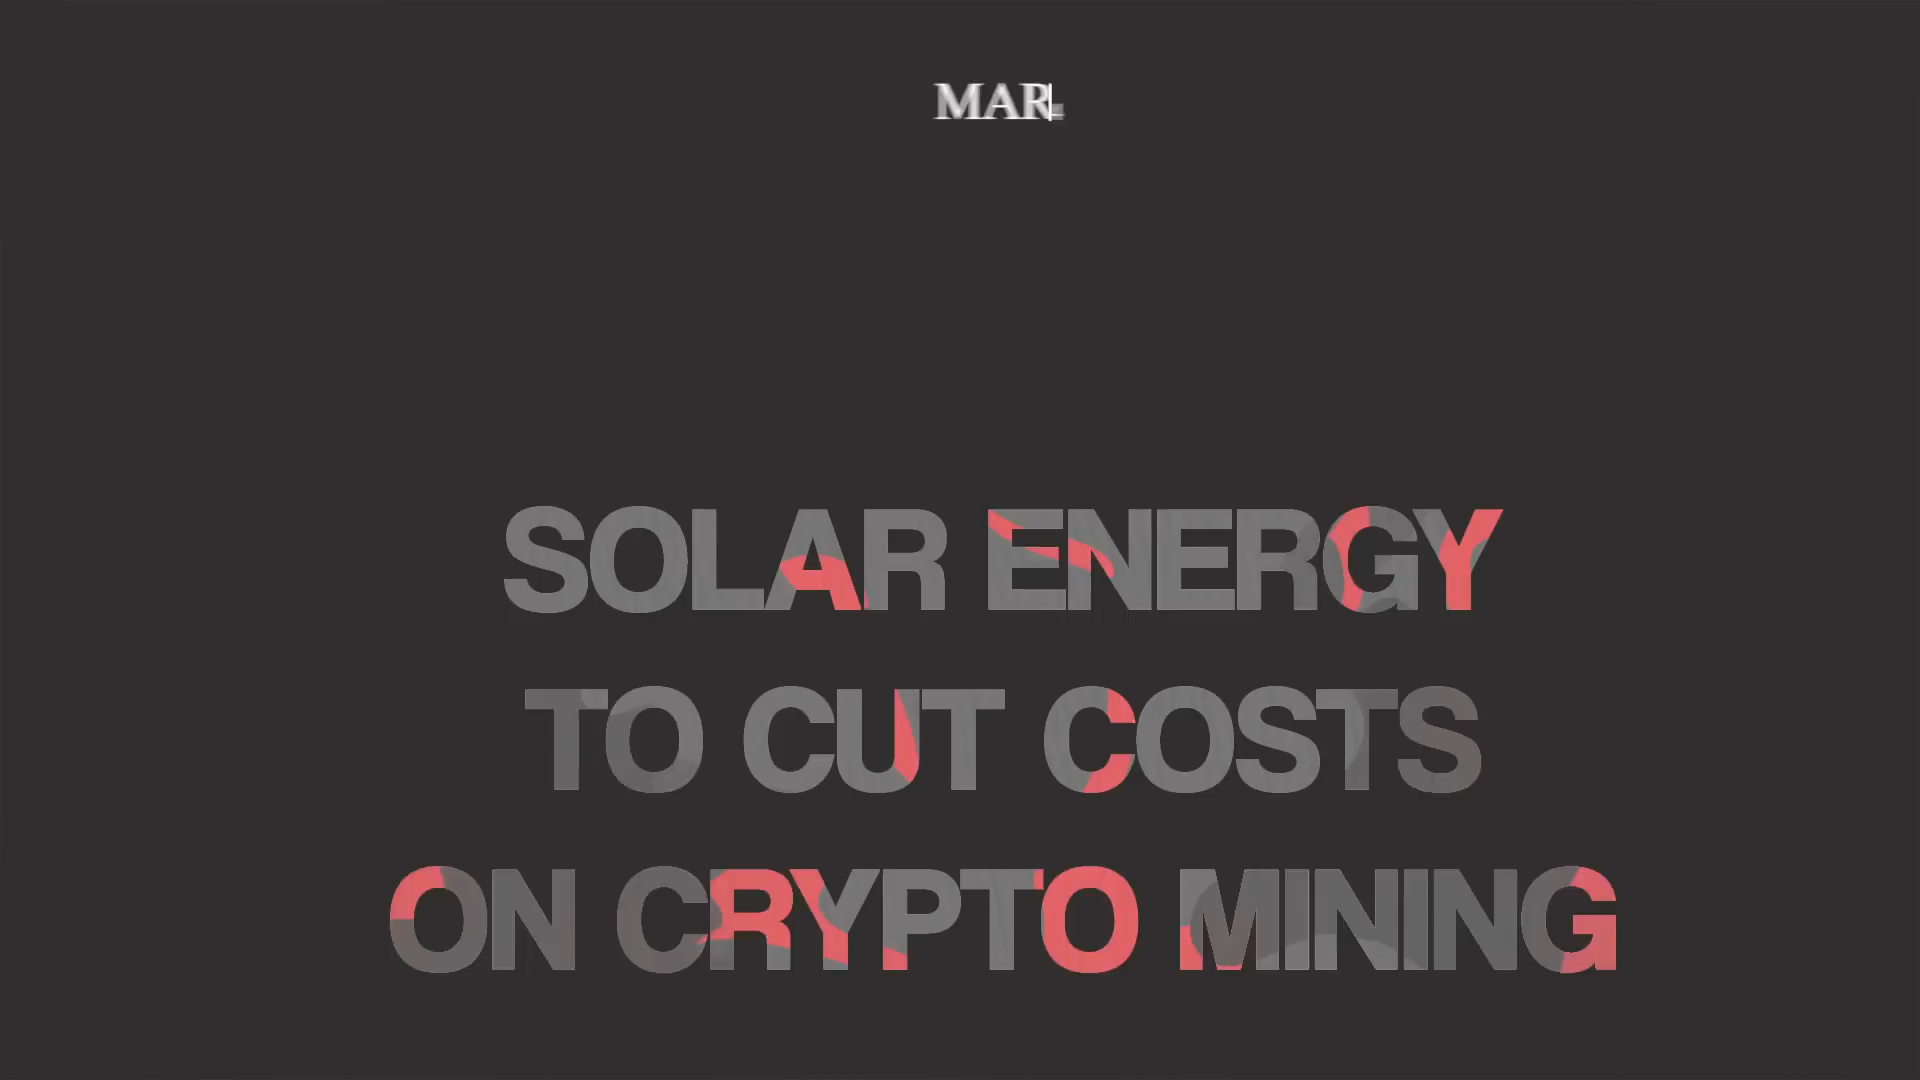 MAR
SOLAR ENERGY
TO CUT COSTS
ON CRYPTO MINING